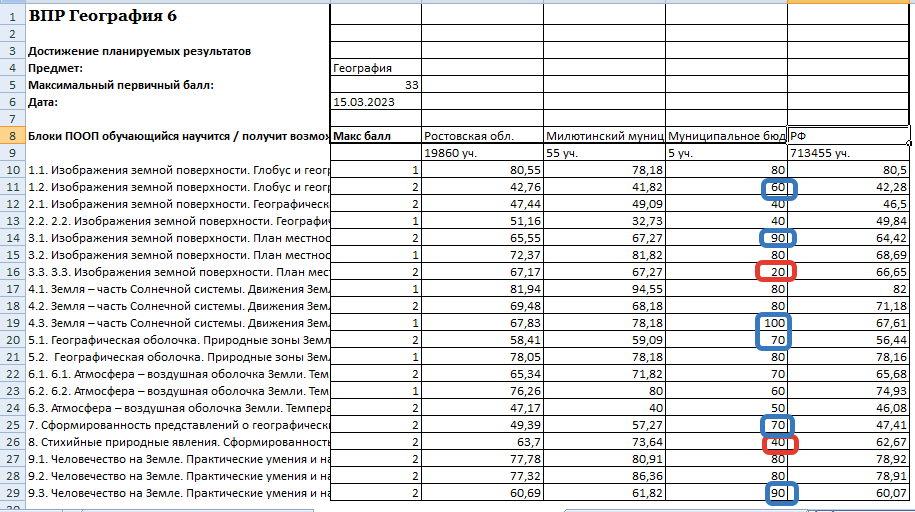 1 ВПР География 6
2
3 Достижение планируемых результатов
4 Предмет: География
5 Максимальный первичный балл: 33
6 Дата: 15.03.2023
7
8 Блоки ПООП обучающийся научится / получит возмож Макс балл Ростовская обл. Милютинский муниц Муниципальное бюд РФ
9 19860 уч. 55 уч. 5 уч. 713455 уч.
10 1.1. Изображения земной поверхности. Глобус и геогр 1 80,55 78,18 80 80,5
11 1.2. Изображения земной поверхности. Глобус и геогр 2 42,76 41,82 60 42,28
12 2.1. Изображения земной поверхности. Географическ 2 47,44 49,09 40 46,5
13 2.2. 2.2. Изображения земной поверхности. Географи 1 51,16 32,73 40 49,84
14 3.1. Изображения земной поверхности. План местнос 2 65,55 67,27 90 64,42
15 3.2. Изображения земной поверхности. План местнос 1 72,37 81,82 80 68,69
16 3.3. 3.3. Изображения земной поверхности. План мест 2 67,17 67,27 20 66,65
17 4.1. Земля – часть Солнечной системы. Движения Зем 1 81,94 94,55 80 82
18 4.2. Земля – часть Солнечной системы. Движения Зем 2 69,48 68,18 80 71,18
19 4.3. Земля – часть Солнечной системы. Движения Зем 1 67,83 78,18 100 67,61
20 5.1. Географическая оболочка. Природные зоны Земл 2 58,41 59,09 70 56,44
21 5.2. Географическая оболочка. Природные зоны Зем 1 78,05 78,18 80 78,16
22 6.1. 6.1. Атмосфера – воздушная оболочка Земли. Тем 2 65,34 71,82 70 65,68
23 6.2. 6.2. Атмосфера – воздушная оболочка Земли. Тем 1 76,26 80 60 74,93
24 6.3. Атмосфера – воздушная оболочка Земли. Темпера 2 47,17 40 50 46,08
25 7. Сформированность представлений о географически 2 49,39 57,27 70 47,41
26 8. Стихийные природные явления. Сформированность 2 63,7 73,64 40 62,67
27 9.1. Человечество на Земле. Практические умения и на 2 77,78 80,91 80 78,92
28 9.2. Человечество на Земле. Практические умения и на 2 77,32 86,36 80 78,91
29 9.3. Человечество на Земле. Практические умения и на 2 60,69 61,82 90 60,07